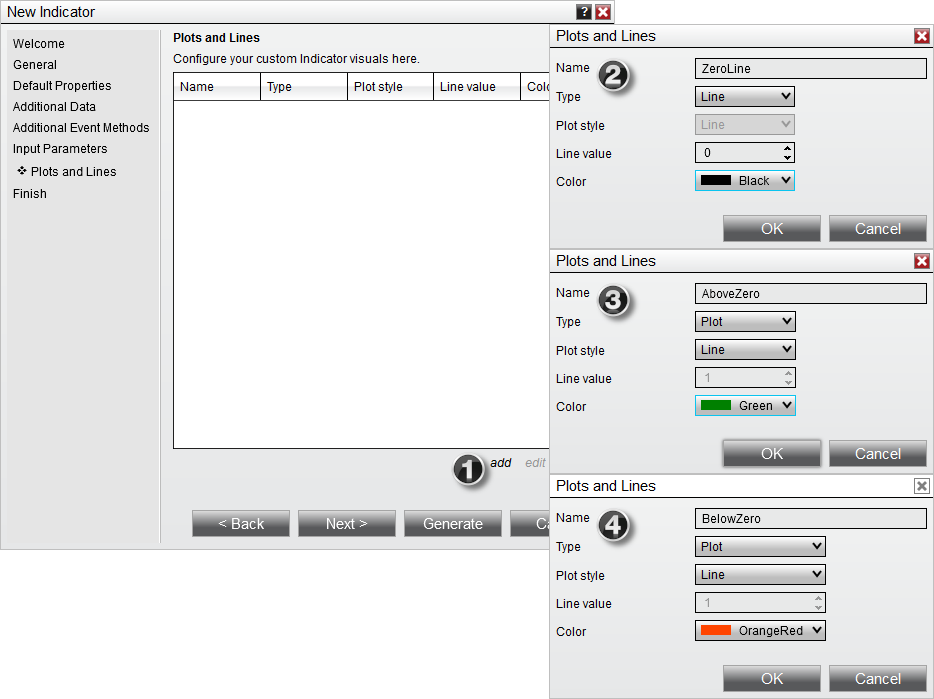 New Indicator
?
Welcome
General
Default Properties
Additional Data
Additional Event Methods
Input Parameters
Plots and Lines
Finish
Plots and Lines
Configure your custom Indicator visuals here.
Name Type Plot style Line value Colo
1 add edit
< Back Next > Generate Ca
Plots and Lines
Name 2 ZeroLine
Type Line
Plot style Line
Line value 0
Color Black
OK Cancel
Plots and Lines
Name 3 AboveZero
Type Plot
Plot style Line
Line value 1
Color Green
OK Cancel
Plots and Lines
Name 4 BelowZero
Type Plot
Plot style Line
Line value 1
Color OrangeRed
OK Cancel